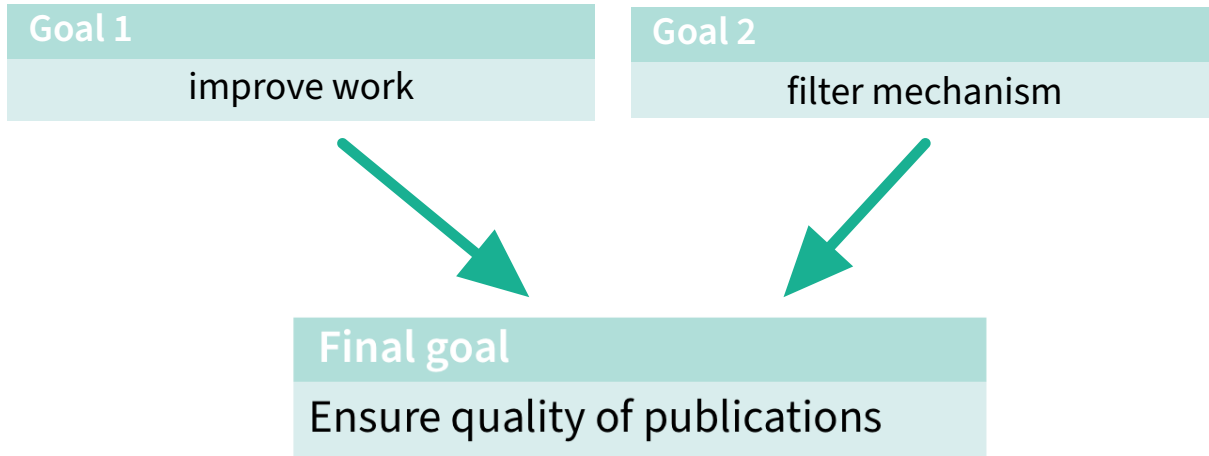 Goal 1
improve work
Goal 2
filter mechanism
Final goal
Ensure quality of publications